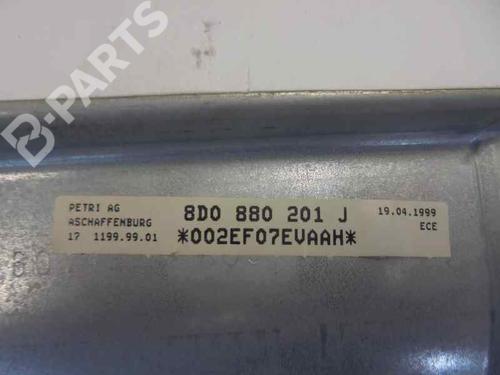 B-PARTS
PETRI AG
ASCHAFFENBURG
17 1199.99.01
8D0 880 201 J
*002EF07EVAAH*
19.04.1999
ECE